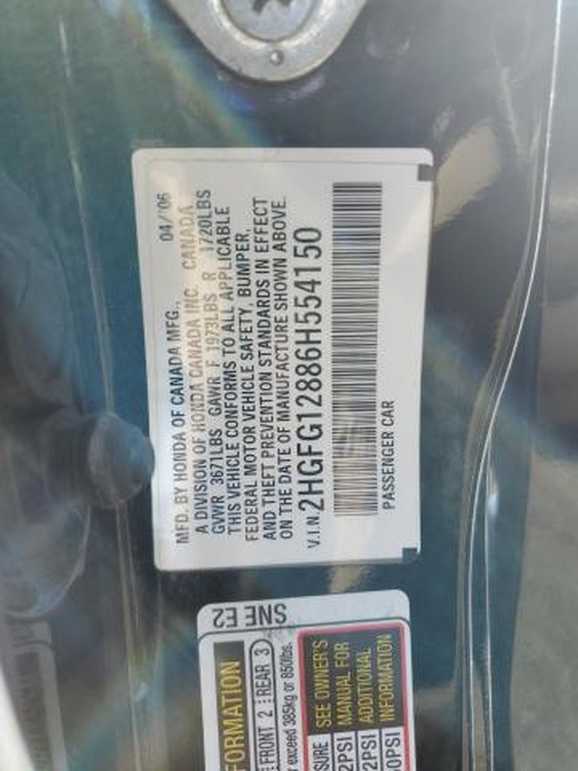 MFD. BY HONDA OF CANADA MFG., 04/'06
A DIVISION OF HONDA CANADA INC. CANADA
GVWR 3671LBS GAWR F 1973LBS R 1720LBS
THIS VEHICLE CONFORMS TO ALL APPLICABLE
FEDERAL MOTOR VEHICLE SAFETY, BUMPER,
AND THEFT PREVENTION STANDARDS IN EFFECT
ON THE DATE OF MANUFACTURE SHOWN ABOVE.
V.I.N. 2HGFG12886H554150
PASSENGER CAR
SNE E2
FORMATION
FRONT 2 REAR 3
exceed 385kg or 850lbs.
SEE OWNER'S
MANUAL FOR
ADDITIONAL
INFORMATION